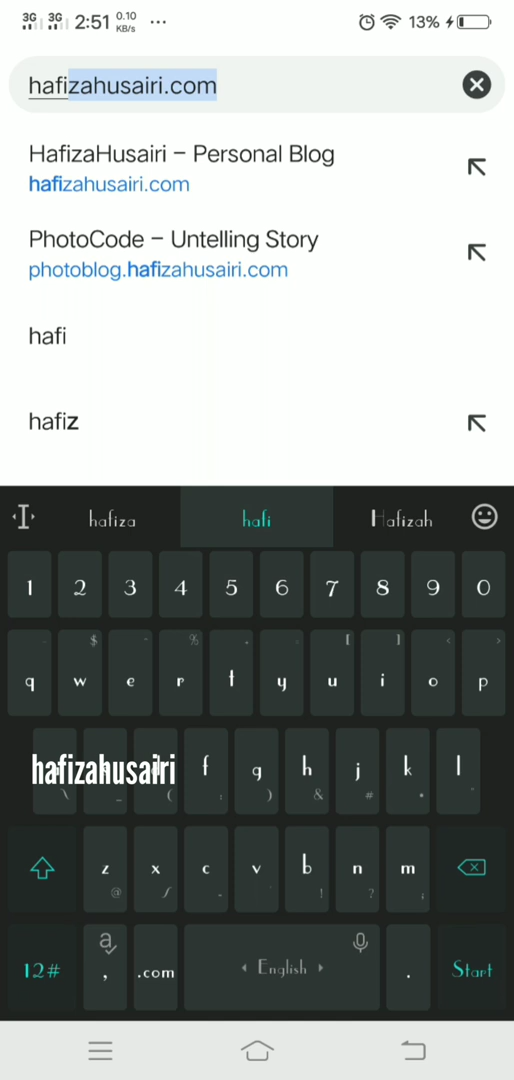 3G 3G 2:51 0.10 KB/s ... 13%
hafizahusairi.com
HafizaHusairi – Personal Blog
hafizahusairi.com
PhotoCode – Untelling Story
photoblog.hafizahusairi.com
hafi
hafiz
hafiza hafi Hafizah
1 2 3 4 5 6 7 8 9 0
$ % [ ] < >
q w e r t y u i o p
hafizahusairi f g h j k l
\ _ ( : ) & #
z x c v b n m
@ / ! ? ¡
12# , .com English . Start